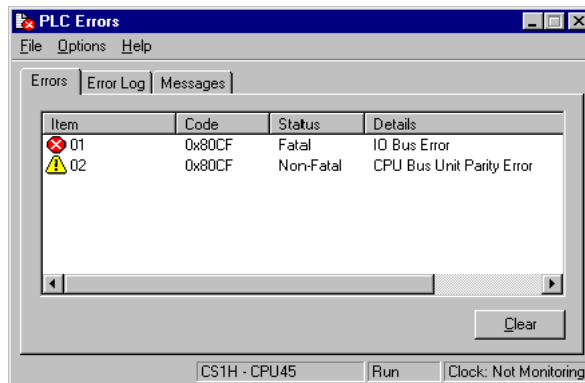 PLC Errors
File Options Help
Errors Error Log Messages
Item Code Status Details
01 0x80CF Fatal IO Bus Error
02 0x80CF Non-Fatal CPU Bus Unit Parity Error
Clear
CS1H - CPU45 Run Clock: Not Monitoring